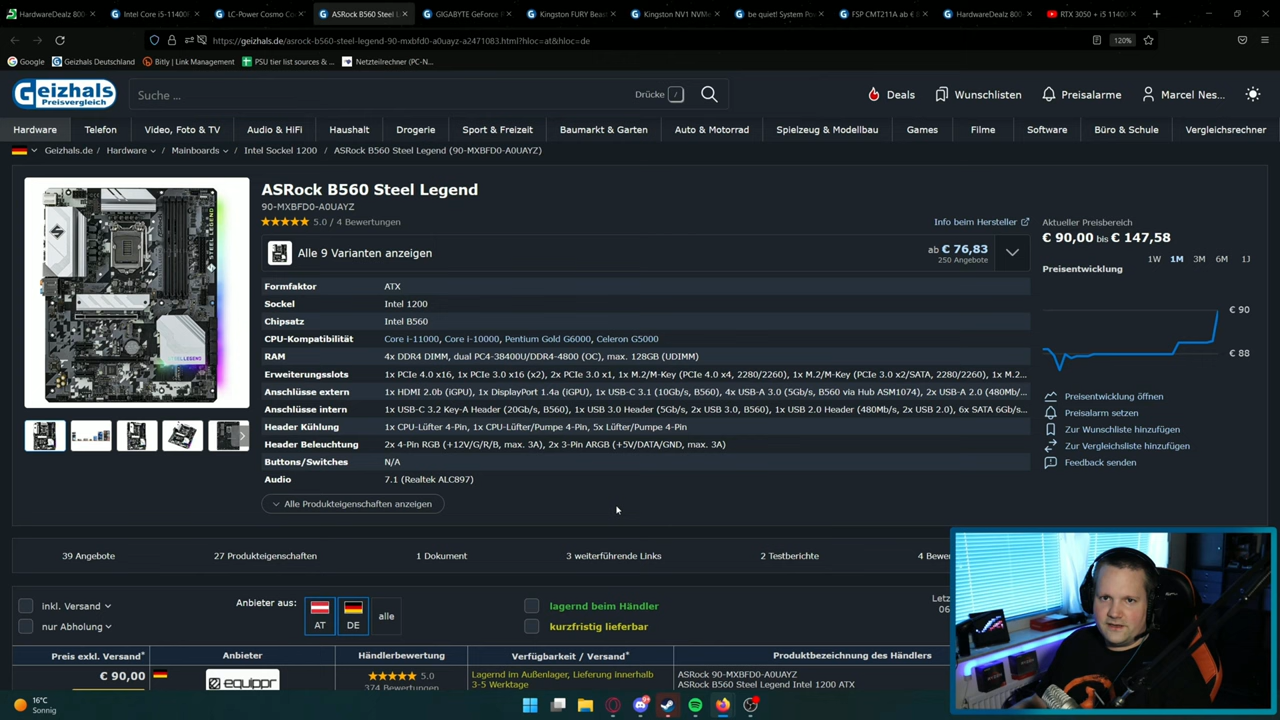 HardwareDealz 800
Intel Core i5-11400F
LC-Power Cosmo Co
ASRock B560 Steel L
GIGABYTE GeForce
Kingston FURY Beas
Kingston NV1 NVMe
be quiet! System Pow
FSP CMT211A ab €
HardwareDealz 800
RTX 3050 + i5 11400
https://geizhals.de/asrock-b560-steel-legend-90-mxbfd0-a0uayz-a2471083.html?hloc=at&hloc=de
120%
Google
Geizhals Deutschland
Bitly | Link Management
PSU tier list sources & ...
Netzteilrechner (PC-N...
Geizhals
Preisvergleich
Suche ...
Drücke /
Deals
Wunschlisten
Preisalarme
Marcel Nes...
Hardware
Telefon
Video, Foto & TV
Audio & HiFi
Haushalt
Drogerie
Sport & Freizeit
Baumarkt & Garten
Auto & Motorrad
Spielzeug & Modellbau
Games
Filme
Software
Büro & Schule
Vergleichsrechner
Geizhals.de / Hardware / Mainboards / Intel Sockel 1200 / ASRock B560 Steel Legend (90-MXBFD0-A0UAYZ)
ASRock B560 Steel Legend
90-MXBFD0-A0UAYZ
5.0 / 4 Bewertungen
Info beim Hersteller
Alle 9 Varianten anzeigen
ab € 76,83
250 Angebote
Formfaktor ATX
Sockel Intel 1200
Chipsatz Intel B560
CPU-Kompatibilität Core i-11000, Core i-10000, Pentium Gold G6000, Celeron G5000
RAM 4x DDR4 DIMM, dual PC4-38400U/DDR4-4800 (OC), max. 128GB (UDIMM)
Erweiterungsslots 1x PCIe 4.0 x16, 1x PCIe 3.0 x16 (x2), 2x PCIe 3.0 x1, 1x M.2/M-Key (PCIe 4.0 x4, 2280/2260), 1x M.2/M-Key (PCIe 3.0 x2/SATA, 2280/2260), 1x M.2...
Anschlüsse extern 1x HDMI 2.0b (iGPU), 1x DisplayPort 1.4a (iGPU), 1x USB-C 3.1 (10Gb/s, B560), 4x USB-A 3.0 (5Gb/s, B560 via Hub ASM1074), 2x USB-A 2.0 (480Mb/...
Anschlüsse intern 1x USB-C 3.2 Key-A Header (20Gb/s, B560), 1x USB 3.0 Header (5Gb/s, 2x USB 3.0, B560), 1x USB 2.0 Header (480Mb/s, 2x USB 2.0), 6x SATA 6Gb/s...
Header Kühlung 1x CPU-Lüfter 4-Pin, 1x CPU-Lüfter/Pumpe 4-Pin, 5x Lüfter/Pumpe 4-Pin
Header Beleuchtung 2x 4-Pin RGB (+12V/G/R/B, max. 3A), 2x 3-Pin ARGB (+5V/DATA/GND, max. 3A)
Buttons/Switches N/A
Audio 7.1 (Realtek ALC897)
Alle Produkteigenschaften anzeigen
Aktueller Preisbereich
€ 90,00 bis € 147,58
1W 1M 3M 6M 1J
Preisentwicklung
€ 90
€ 88
Preisentwicklung öffnen
Preisalarm setzen
Zur Wunschliste hinzufügen
Zur Vergleichsliste hinzufügen
Feedback senden
39 Angebote
27 Produkteigenschaften
1 Dokument
3 weiterführende Links
2 Testberichte
4 Bewe
inkl. Versand
nur Abholung
Anbieter aus:
AT
DE
alle
lagernd beim Händler
kurzfristig lieferbar
Letz
06
Preis exkl. Versand*
Anbieter
Händlerbewertung
Verfügbarkeit / Versand*
Produktbezeichnung des Händlers
€ 90,00
equippr
5.0
374 Bewertungen
Lagernd im Außenlager, Lieferung innerhalb
3-5 Werktage
ASRock 90-MXBFD0-A0UAYZ
ASRock B560 Steel Legend Intel 1200 ATX
16°C
Sonnig